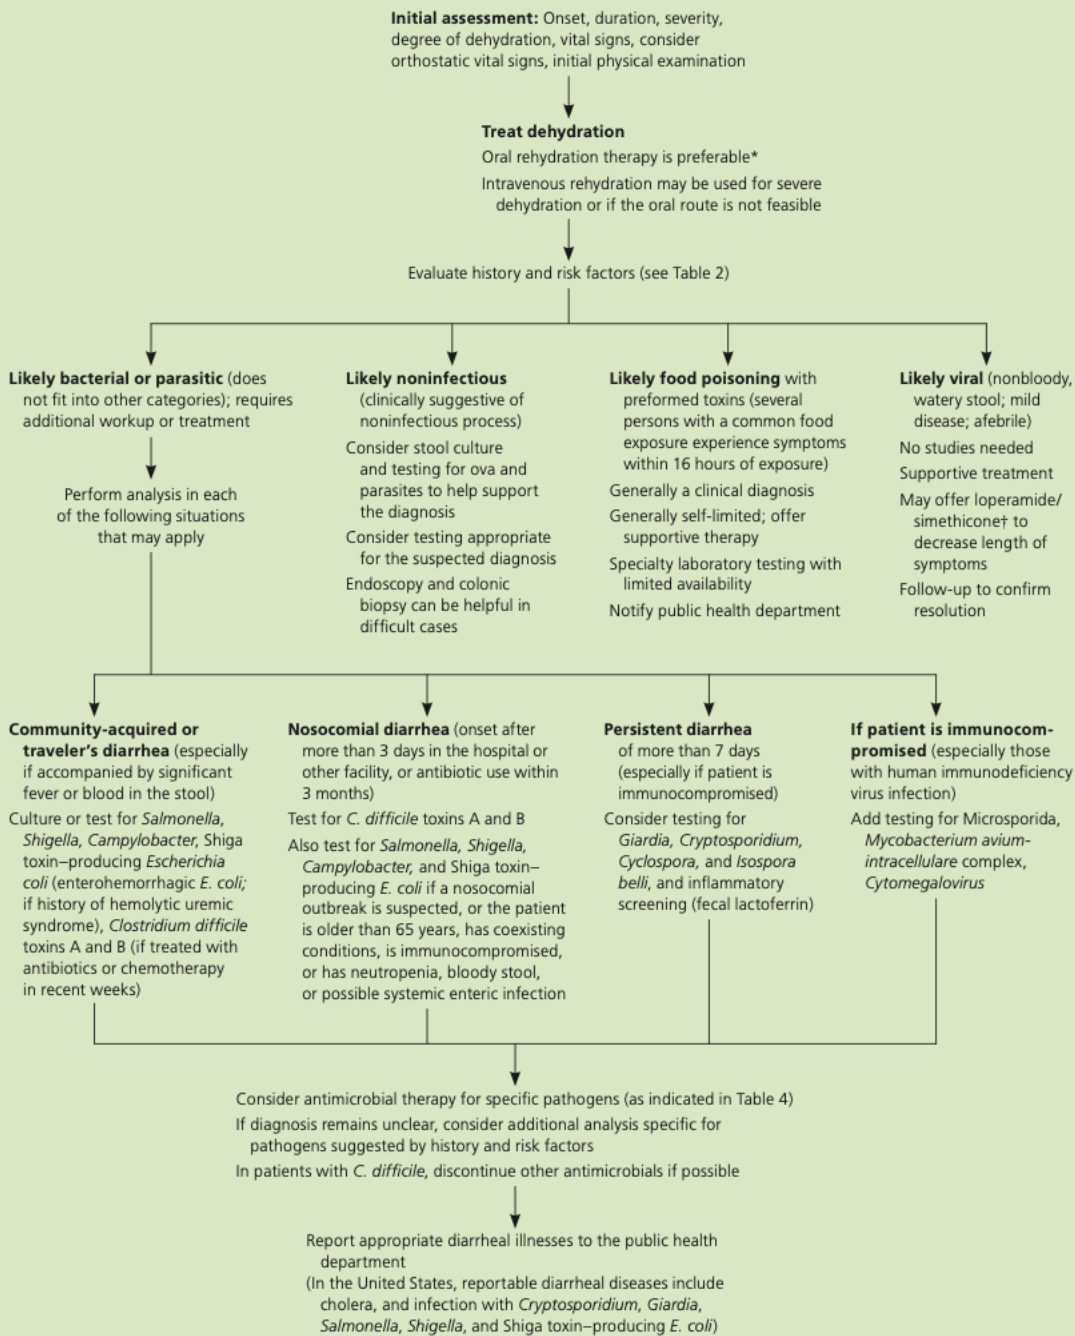 Initial assessment: Onset, duration, severity,
degree of dehydration, vital signs, consider
orthostatic vital signs, initial physical examination
Treat dehydration
Oral rehydration therapy is preferable*
Intravenous rehydration may be used for severe
dehydration or if the oral route is not feasible
Evaluate history and risk factors (see Table 2)
Likely bacterial or parasitic (does
not fit into other categories); requires
additional workup or treatment
Perform analysis in each
of the following situations
that may apply
Likely noninfectious
(clinically suggestive of
noninfectious process)
Consider stool culture
and testing for ova and
parasites to help support
the diagnosis
Consider testing appropriate
for the suspected diagnosis
Endoscopy and colonic
biopsy can be helpful in
difficult cases
Likely food poisoning with
preformed toxins (several
persons with a common food
exposure experience symptoms
within 16 hours of exposure)
Generally a clinical diagnosis
Generally self-limited; offer
supportive therapy
Specialty laboratory testing with
limited availability
Notify public health department
Likely viral (nonbloody,
watery stool; mild
disease; afebrile)
No studies needed
Supportive treatment
May offer loperamide/
simethicone† to
decrease length of
symptoms
Follow-up to confirm
resolution
Community-acquired or
traveler's diarrhea (especially
if accompanied by significant
fever or blood in the stool)
Culture or test for Salmonella,
Shigella, Campylobacter, Shiga
toxin–producing Escherichia
coli (enterohemorrhagic E. coli;
if history of hemolytic uremic
syndrome), Clostridium difficile
toxins A and B (if treated with
antibiotics or chemotherapy
in recent weeks)
Nosocomial diarrhea (onset after
more than 3 days in the hospital or
other facility, or antibiotic use within
3 months)
Test for C. difficile toxins A and B
Also test for Salmonella, Shigella,
Campylobacter, and Shiga toxin–
producing E. coli if a nosocomial
outbreak is suspected, or the patient
is older than 65 years, has coexisting
conditions, is immunocompromised,
or has neutropenia, bloody stool,
or possible systemic enteric infection
Persistent diarrhea
of more than 7 days
(especially if patient is
immunocompromised)
Consider testing for
Giardia, Cryptosporidium,
Cyclospora, and Isospora
belli, and inflammatory
screening (fecal lactoferrin)
If patient is immunocom-
promised (especially those
with human immunodeficiency
virus infection)
Add testing for Microsporida,
Mycobacterium avium-
intracellulare complex,
Cytomegalovirus
Consider antimicrobial therapy for specific pathogens (as indicated in Table 4)
If diagnosis remains unclear, consider additional analysis specific for
pathogens suggested by history and risk factors
In patients with C. difficile, discontinue other antimicrobials if possible
Report appropriate diarrheal illnesses to the public health
department
(In the United States, reportable diarrheal diseases include
cholera, and infection with Cryptosporidium, Giardia,
Salmonella, Shigella, and Shiga toxin–producing E. coli)